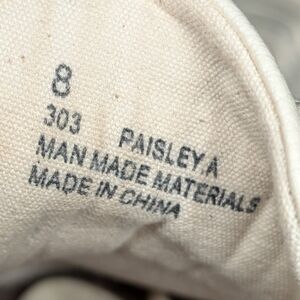 8
303 PAISLEY.A
MAN MADE MATERIALS
MADE IN CHINA